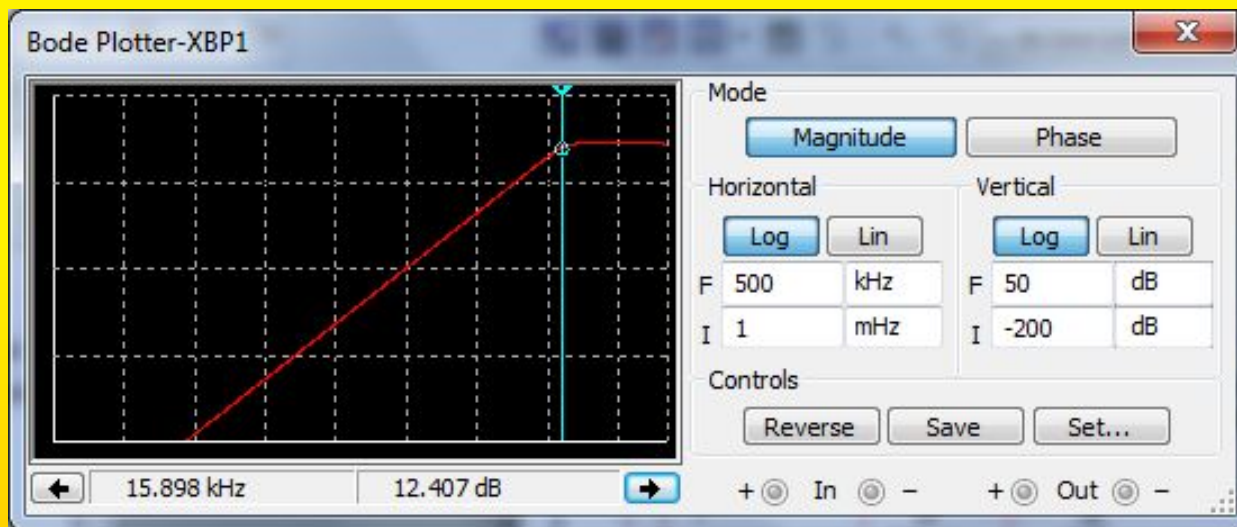 Bode Plotter-XBP1
X
Mode
Magnitude Phase
Horizontal Vertical
Log Lin Log Lin
F 500 kHz F 50 dB
I 1 mHz I -200 dB
Controls
Reverse Save Set...
15.898 kHz 12.407 dB + In - + Out -